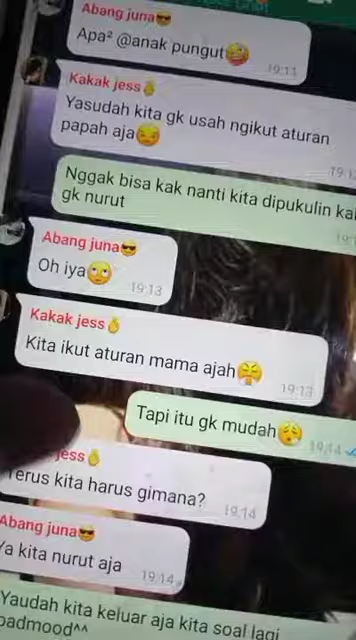 Abang juna😎
Apa² @anak pungut🤪
19:11
Kakak jess👌
Yasudah kita gk usah ngikut aturan
papah aja😒
Nggak bisa kak nanti kita dipukulin
gk nurut
Abang juna😎
Oh iya🙄
19:13
Kakak jess👌
Kita ikut aturan mama ajah😤
19:13
Tapi itu gk mudah😩
19:14
jess👌
Terus kita harus gimana?
19:14
Abang juna😎
Ya kita nurut aja
19:14
Yaudah kita keluar aja kita soal lagi
badmood^^